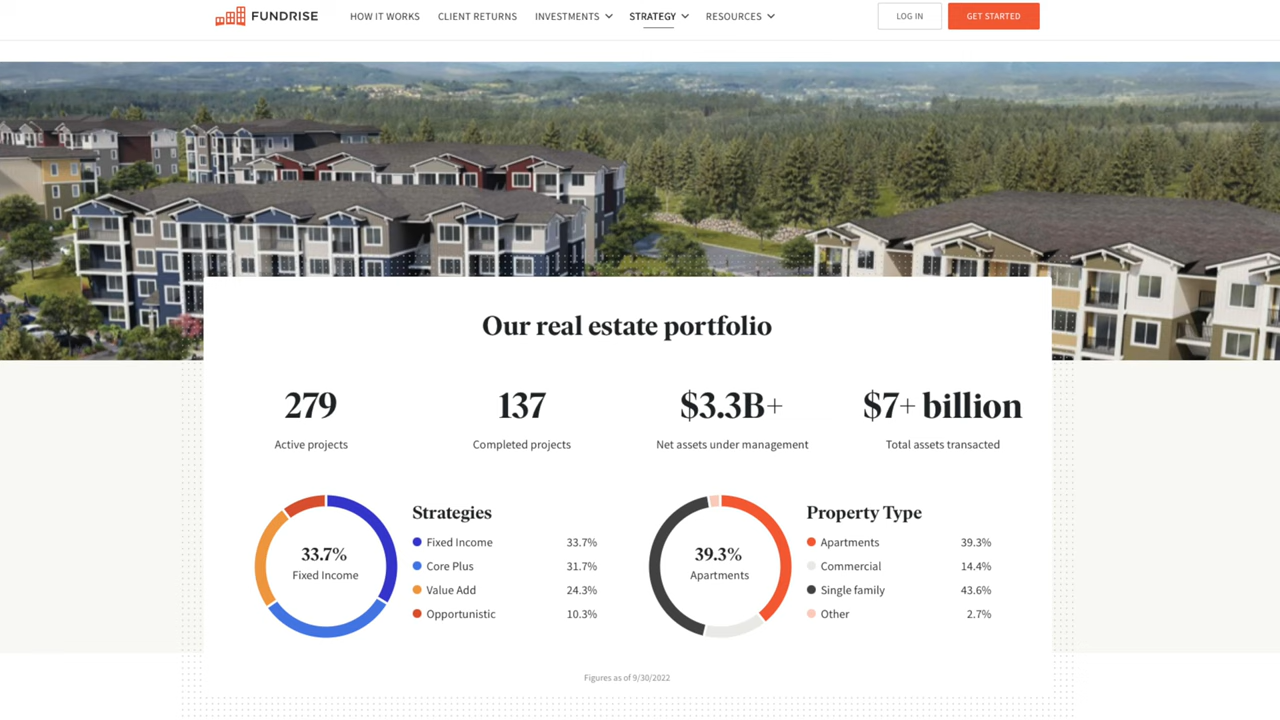 FUNDRISE HOW IT WORKS CLIENT RETURNS INVESTMENTS STRATEGY RESOURCES LOG IN GET STARTED
Our real estate portfolio
279 137 $3.3B+ $7+ billion
Active projects Completed projects Net assets under management Total assets transacted
33.7%
Fixed Income
Strategies
Fixed Income 33.7%
Core Plus 31.7%
Value Add 24.3%
Opportunistic 10.3%
39.3%
Apartments
Property Type
Apartments 39.3%
Commercial 14.4%
Single family 43.6%
Other 2.7%
Figures as of 9/30/2022